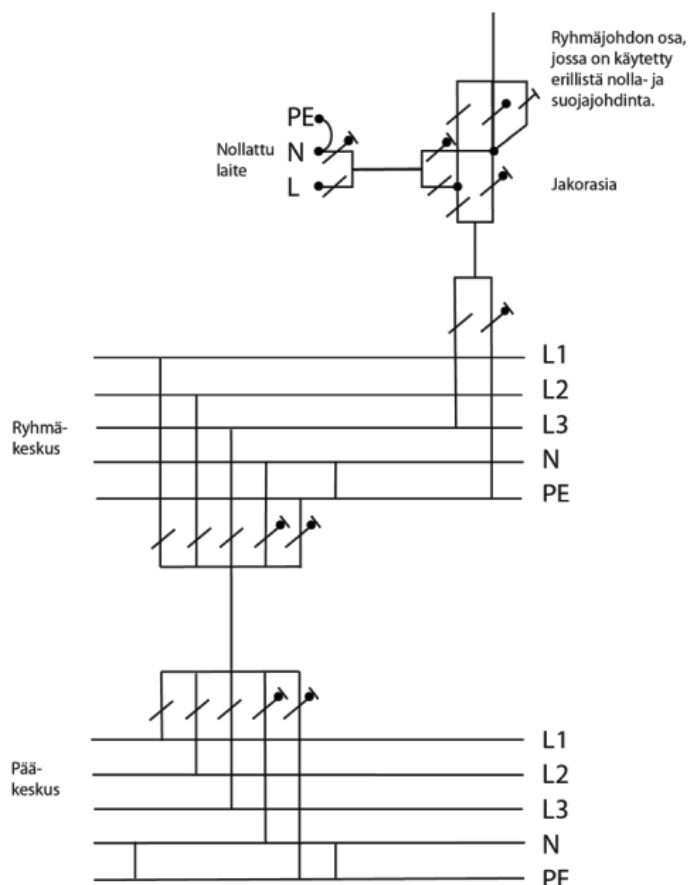 Ryhmäjohdon osa,
jossa on käytetty
erillistä nolla- ja
suojajohdinta.
PE
Nollattu
laite
N
L
Jakorasia
L1
L2
Ryhmä-
keskus
L3
N
PE
L1
Pää-
keskus
L2
L3
N
PE